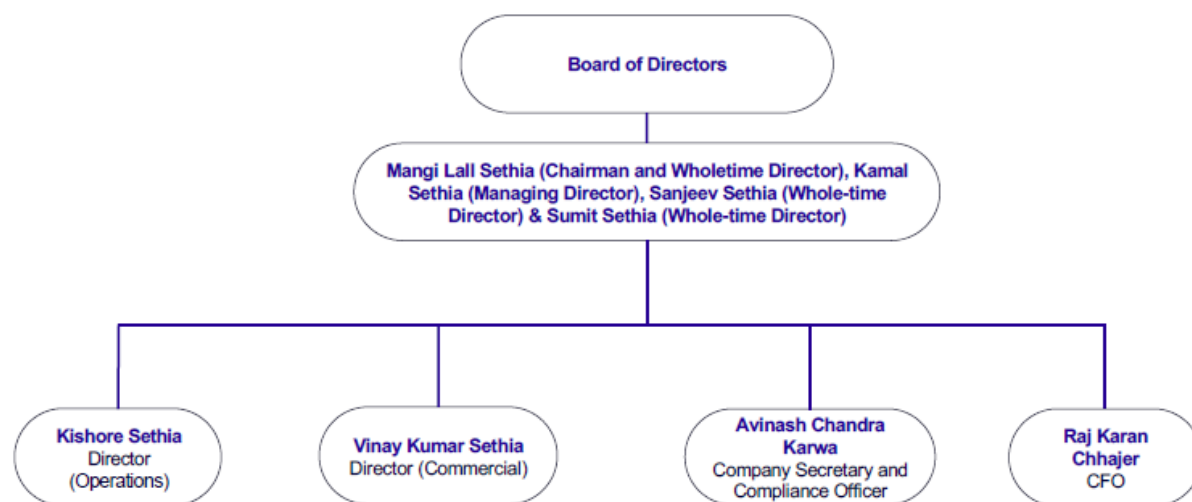 Board of Directors
Mangi Lall Sethia (Chairman and Wholetime Director), Kamal
Sethia (Managing Director), Sanjeev Sethia (Whole-time
Director) & Sumit Sethia (Whole-time Director)
Kishore Sethia
Director
(Operations)
Vinay Kumar Sethia
Director (Commercial)
Avinash Chandra
Karwa
Company Secretary and
Compliance Officer
Raj Karan
Chhajer
CFO